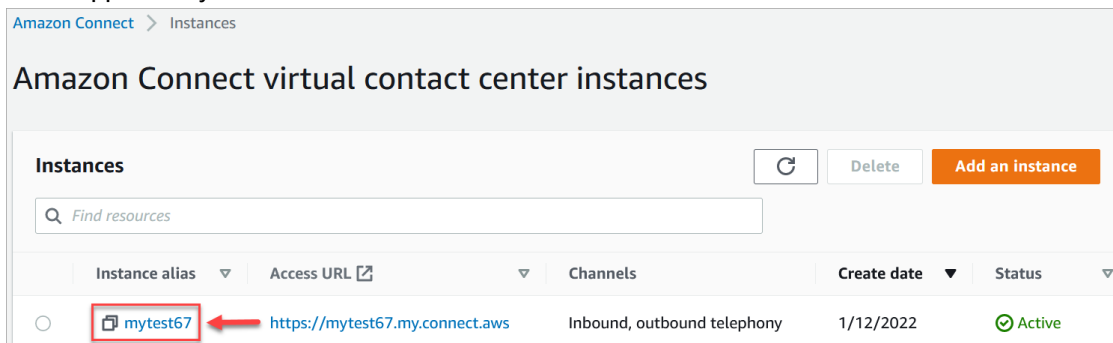 Amazon Connect > Instances
Amazon Connect virtual contact center instances
Instances
Delete
Add an instance
Find resources
Instance alias Access URL Channels Create date Status
mytest67 https://mytest67.my.connect.aws Inbound, outbound telephony 1/12/2022 Active